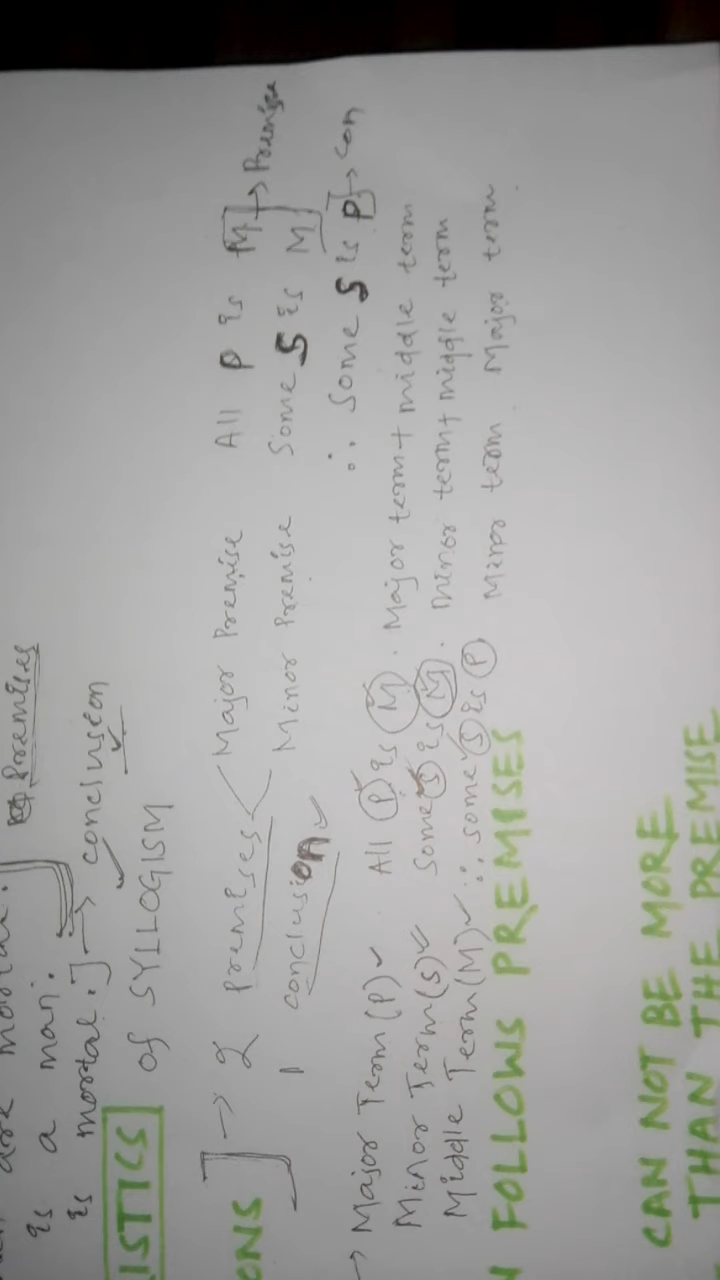 are mortal.
is a man. Premises
is mortal. → conclusion
ISTICS of SYLLOGISM
ONS → 2 Premises Major Premise All P is M
Minor Premise Some S is M → Premise
1 conclusion ∴ Some S is P → Con
→ Major Term (P) All P is M. Major term + middle term
Minor Term (S) Some S is M. Minor term + middle term
Middle Term (M) ∴ Some S is P Minor term Major term.
FOLLOWS PREMISES
CAN NOT BE MORE
THAN THE PREMISE